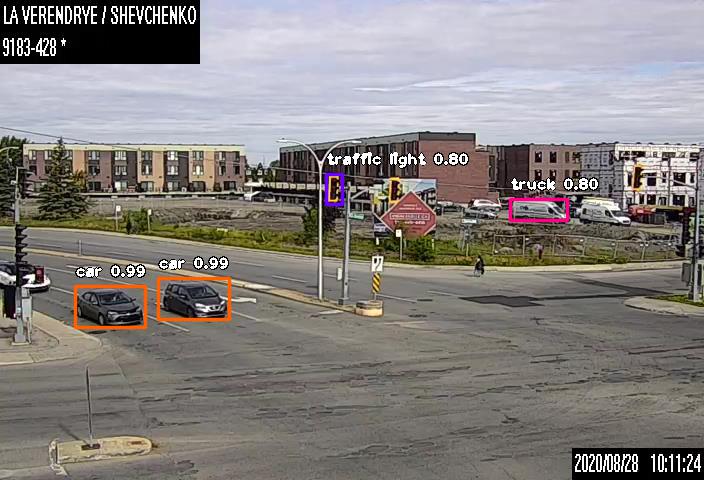 LA VERENDRYE / SHEVCHENKO
9183-428 *
traffic light 0.80
truck 0.80
car 0.99
car 0.99
2020/08/28 10:11:24